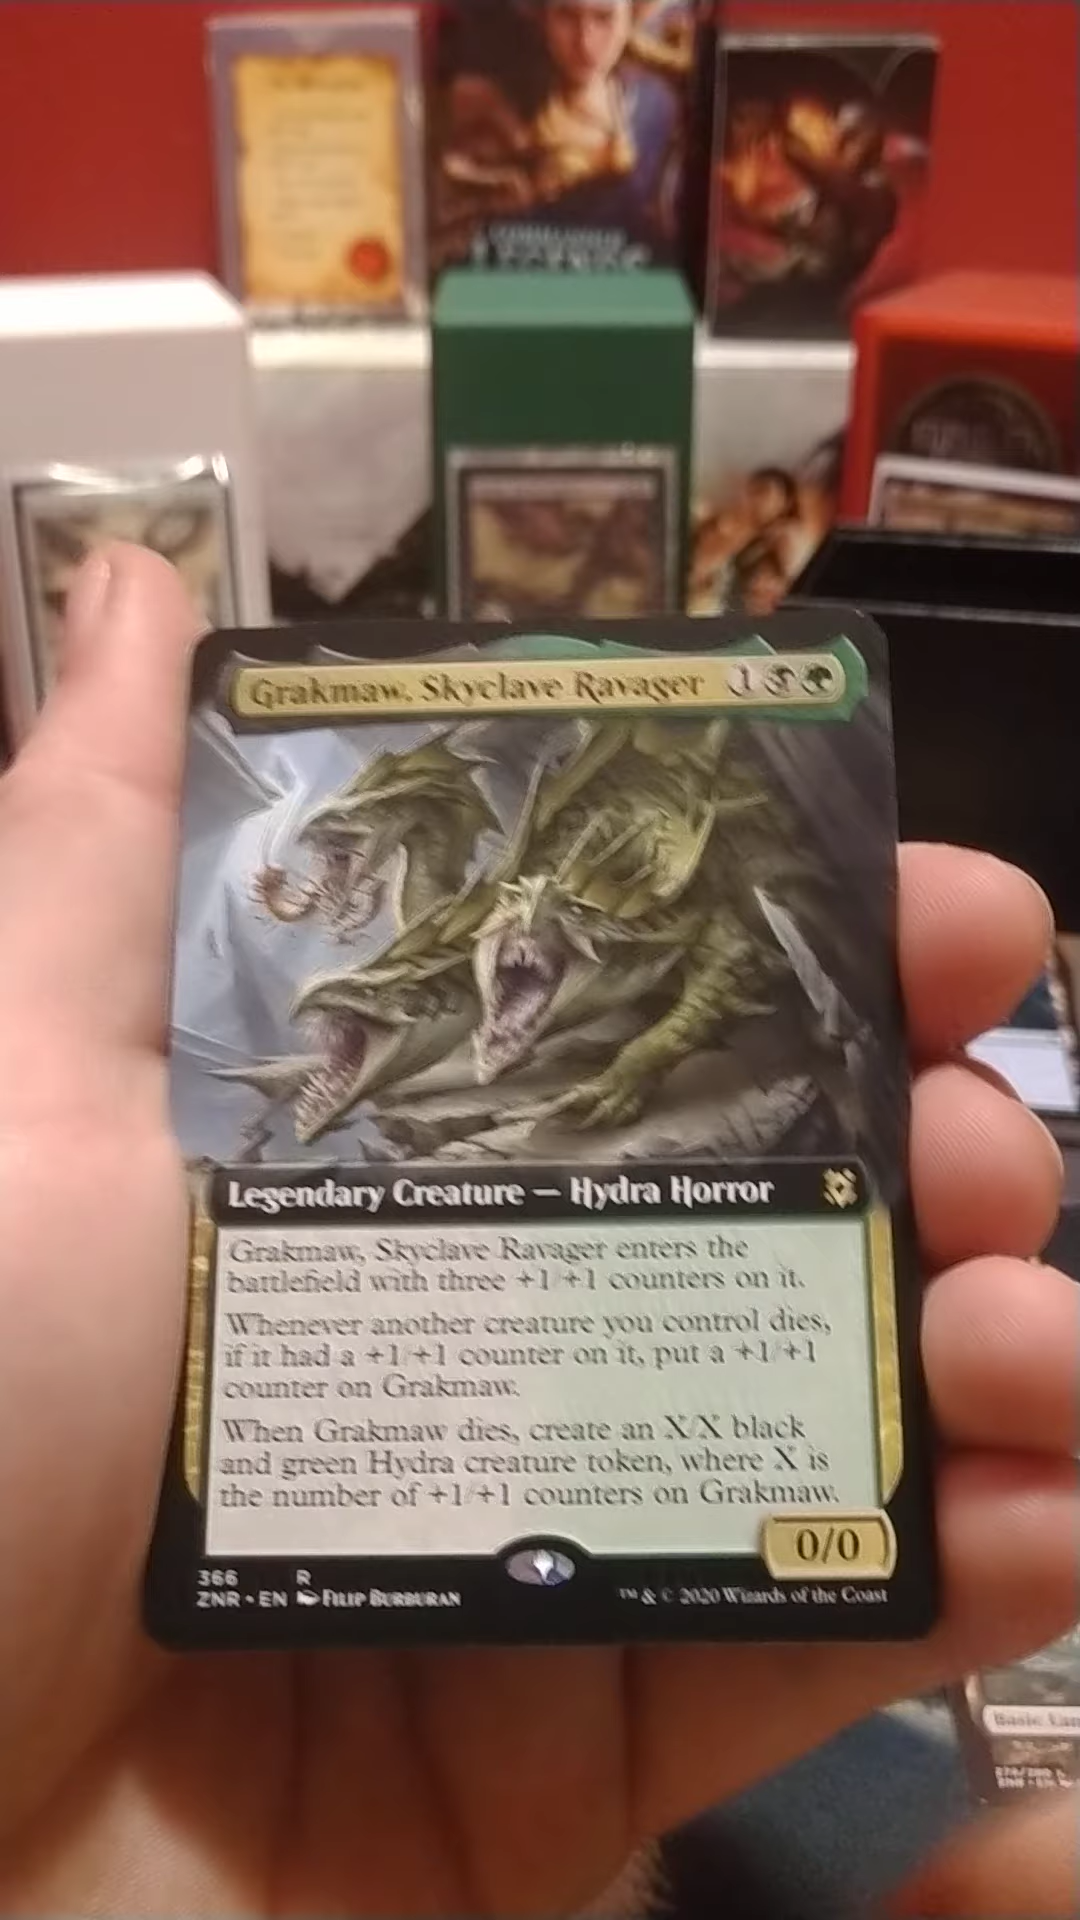 LEGENDS
Grakmaw, Skyclave Ravager 1
Legendary Creature — Hydra Horror
Grakmaw, Skyclave Ravager enters the
battlefield with three +1/+1 counters on it.
Whenever another creature you control dies,
if it had a +1/+1 counter on it, put a +1/+1
counter on Grakmaw.
When Grakmaw dies, create an X/X black
and green Hydra creature token, where X is
the number of +1/+1 counters on Grakmaw.
0/0
366 R
ZNR • EN FILIP BURBURAN
™ & © 2020 Wizards of the Coast
Basic